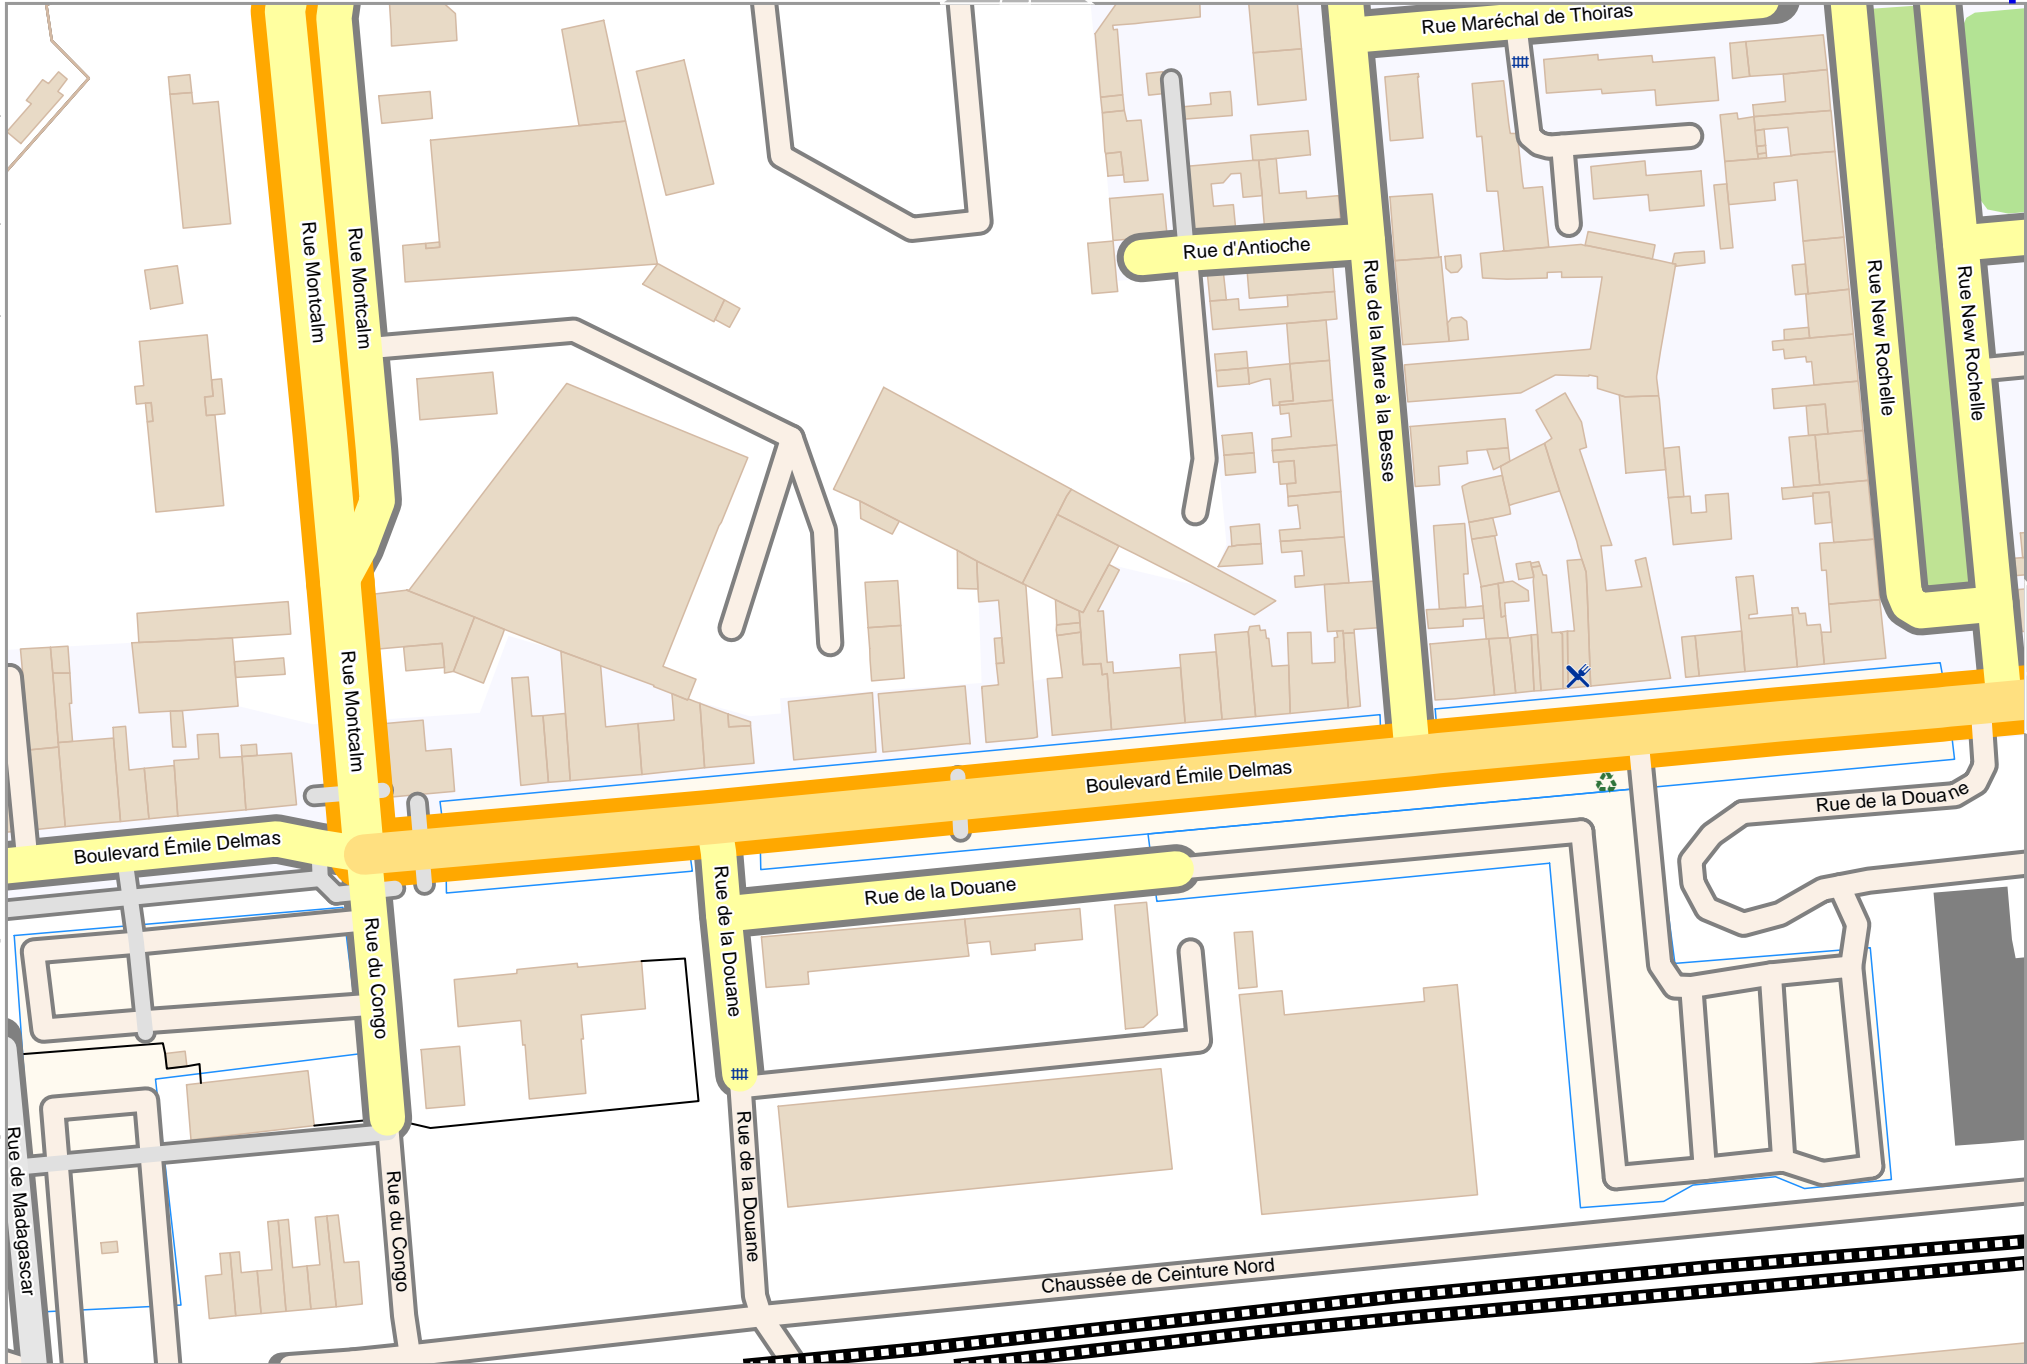 Rue Maréchal de Thoiras
Rue Montcalm
Rue Montcalm
Rue d'Antioche
Rue de la Mare à la Besse
Rue New Rochelle
Rue New Rochelle
Rue Montcalm
Boulevard Émile Delmas
Rue de la Douane
Boulevard Émile Delmas
Rue de la Douane
Rue de la Douane
Rue du Congo
Rue de Madagascar
Rue du Congo
Rue de la Douane
Chaussée de Ceinture Nord